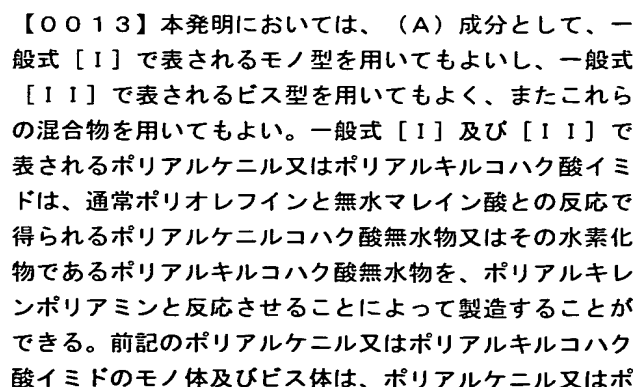 【００１３】本発明においては、（Ａ）成分として、一
般式［Ｉ］で表されるモノ型を用いてもよいし、一般式
［ＩＩ］で表されるビス型を用いてもよく、またこれら
の混合物を用いてもよい。一般式［Ｉ］及び［ＩＩ］で
表されるポリアルケニル又はポリアルキルコハク酸イミ
ドは、通常ポリオレフインと無水マレイン酸との反応で
得られるポリアルケニルコハク酸無水物又はその水素化
物であるポリアルキルコハク酸無水物を、ポリアルキレ
ンポリアミンと反応させることによって製造することが
できる。前記のポリアルケニル又はポリアルキルコハク
酸イミドのモノ体及びビス体は、ポリアルケニル又はポ